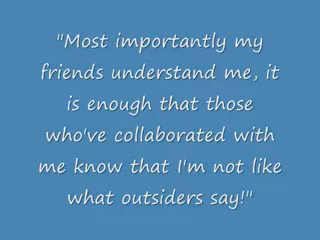 "Most importantly my
friends understand me, it
is enough that those
who've collaborated with
me know that I'm not like
what outsiders say!"